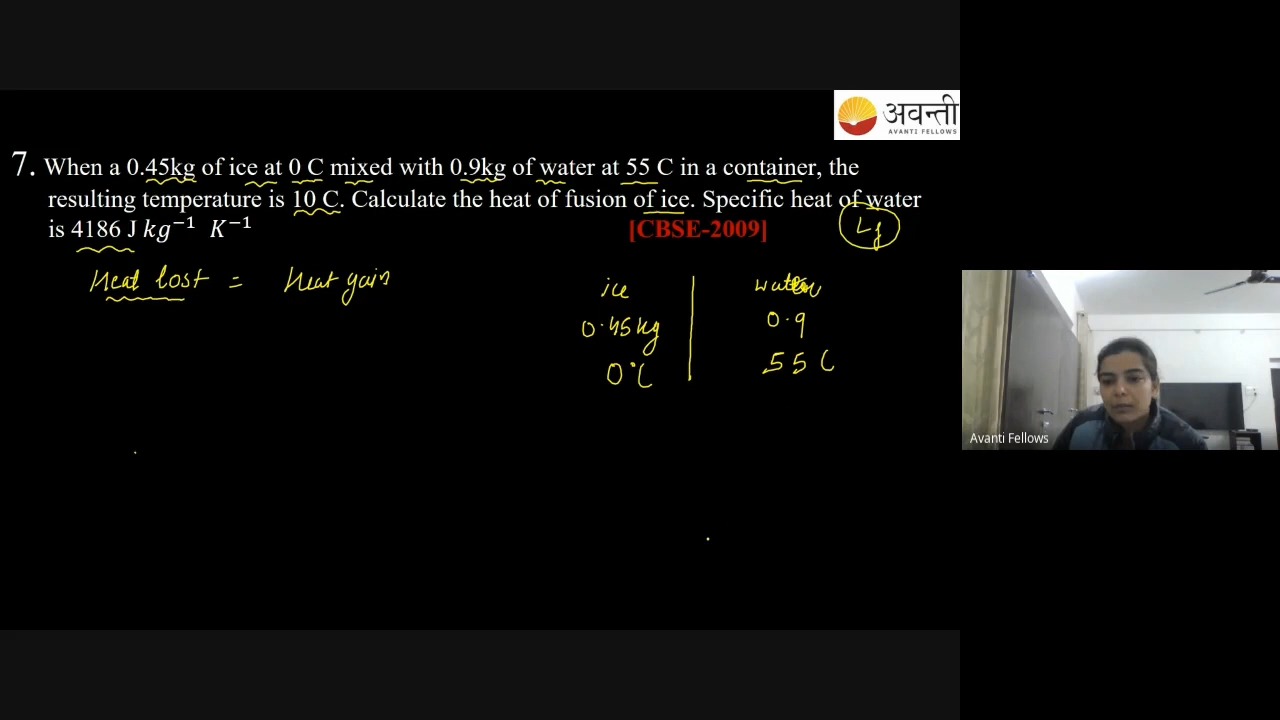 अवन्ती
AVANTI FELLOWS
7. When a 0.45kg of ice at 0 C mixed with 0.9kg of water at 55 C in a container, the
resulting temperature is 10 C. Calculate the heat of fusion of ice. Specific heat of water
is 4186 J kg⁻¹ K⁻¹ [CBSE-2009] Lf
Heat lost = Heat gain
ice water
0.45kg 0.9
0°C 55 C
Avanti Fellows